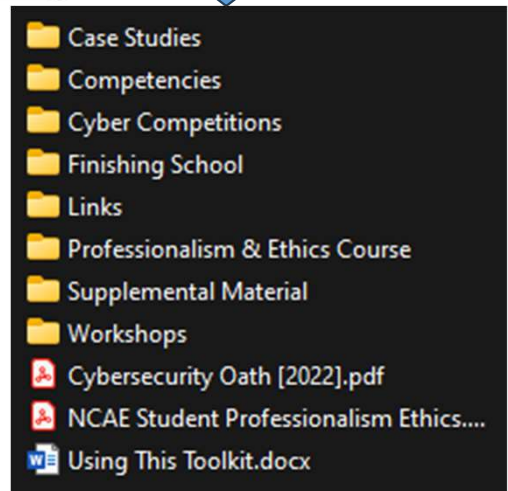 Case Studies
Competencies
Cyber Competitions
Finishing School
Links
Professionalism & Ethics Course
Supplemental Material
Workshops
Cybersecurity Oath [2022].pdf
NCAE Student Professionalism Ethics....
Using This Toolkit.docx